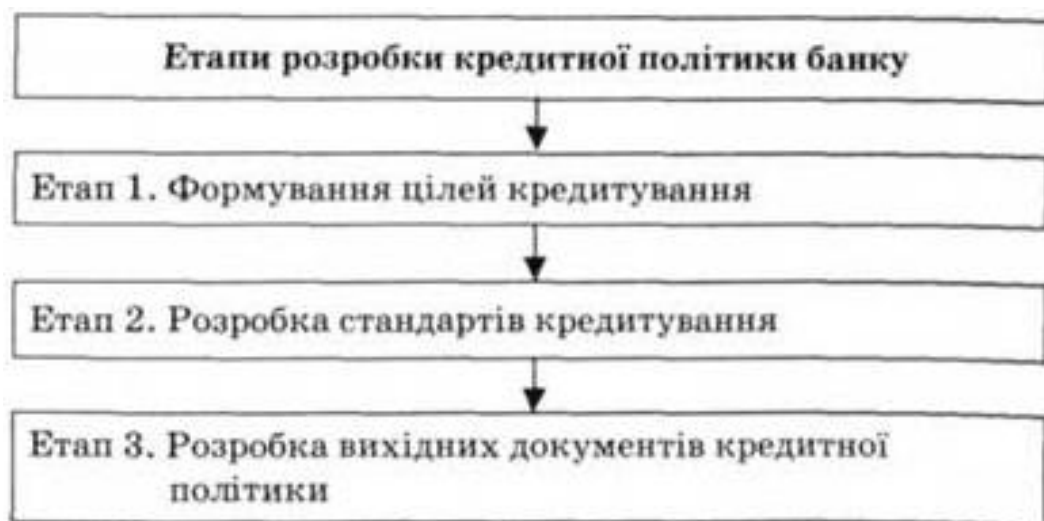 Етапи розробки кредитної політики банку
Етап 1. Формування цілей кредитування
Етап 2. Розробка стандартів кредитування
Етап 3. Розробка вихідних документів кредитної
політики